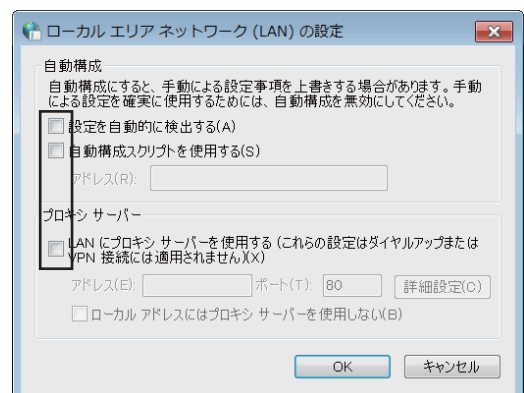 ローカル エリア ネットワーク (LAN) の設定
自動構成
自動構成にすると、手動による設定事項を上書きする場合があります。手動
による設定を確実に使用するためには、自動構成を無効にしてください。
設定を自動的に検出する(A)
自動構成スクリプトを使用する(S)
アドレス(R):
プロキシ サーバー
LAN にプロキシ サーバーを使用する (これらの設定はダイヤルアップまたは
VPN 接続には適用されません)(X)
アドレス(E): ポート(T): 80 詳細設定(C)
ローカル アドレスにはプロキシ サーバーを使用しない(B)
OK キャンセル